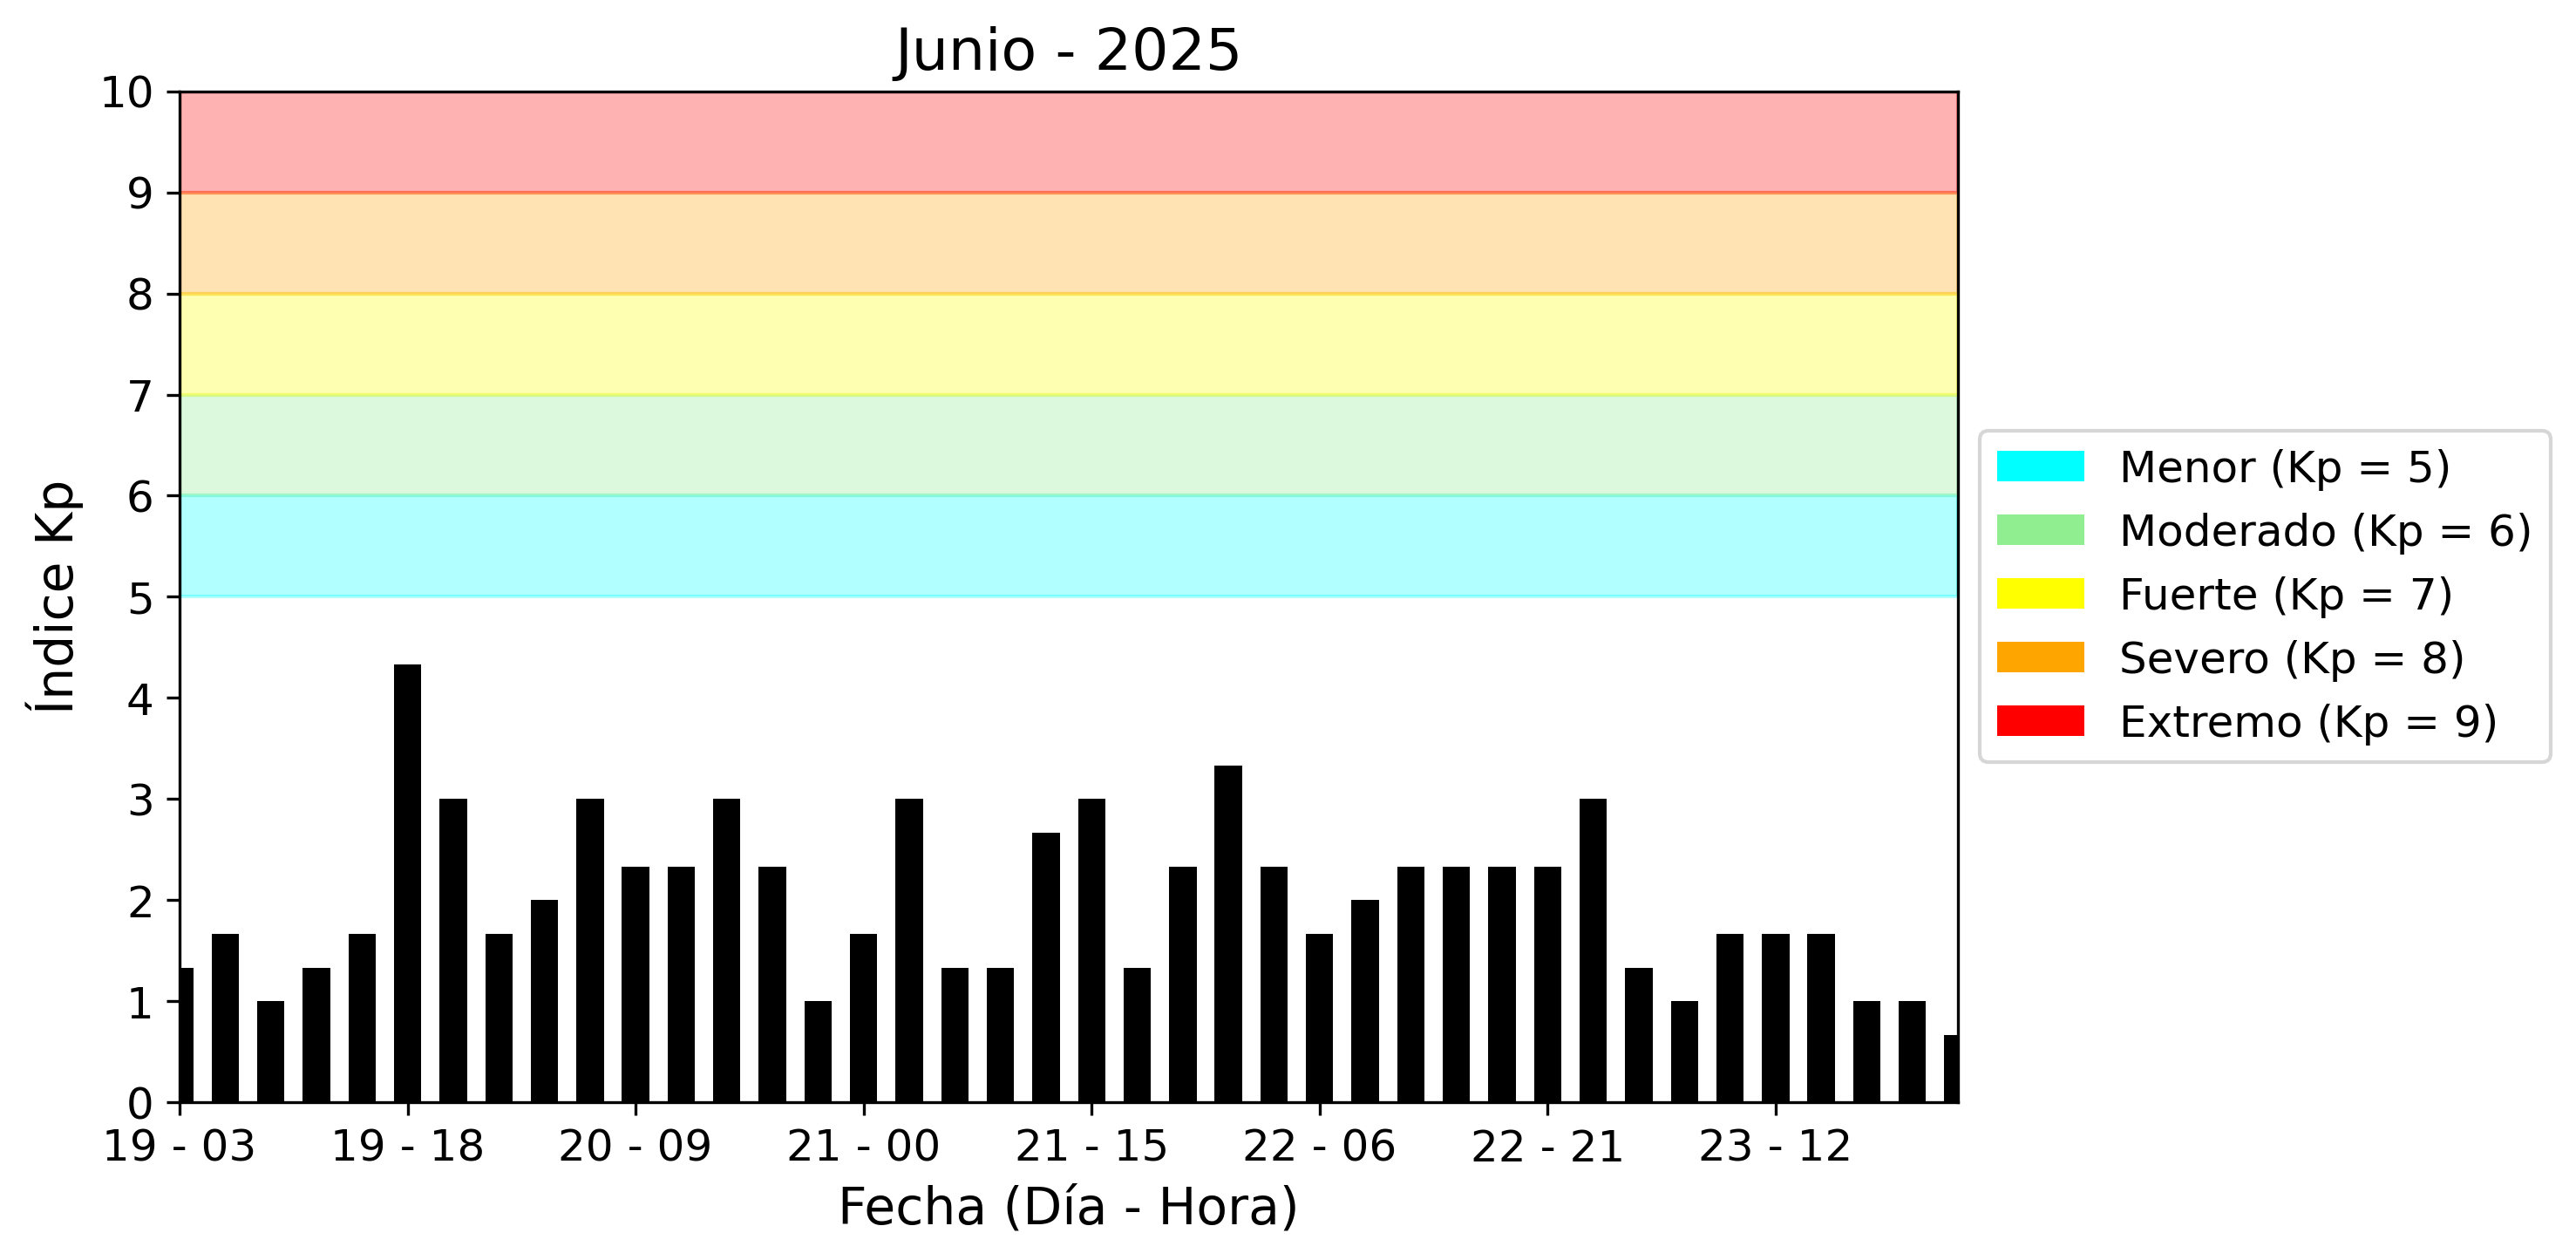 Junio - 2025
10
9
8
7
6
5
4
3
2
1
0
Índice Kp
19 - 03
19 - 18
20 - 09
21 - 00
21 - 15
22 - 06
22 - 21
23 - 12
Fecha (Día - Hora)
Menor (Kp = 5)
Moderado (Kp = 6)
Fuerte (Kp = 7)
Severo (Kp = 8)
Extremo (Kp = 9)